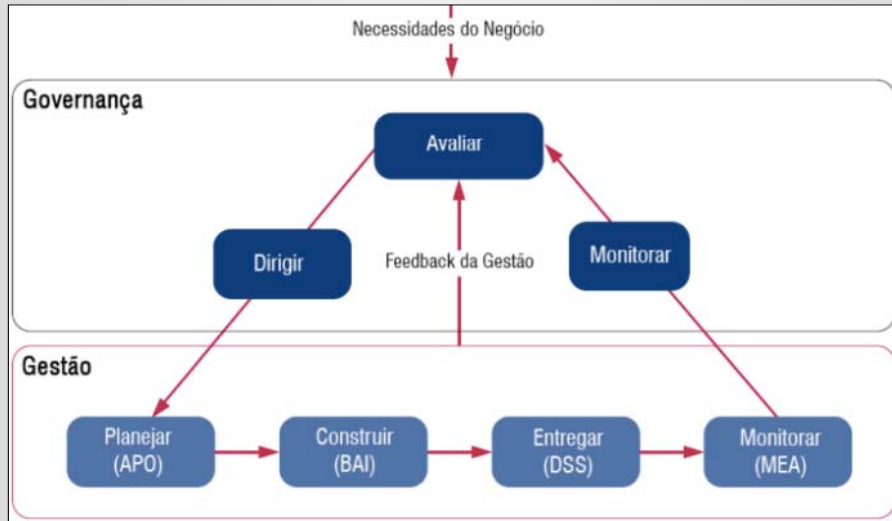 Necessidades do Negócio
Governança
Avaliar
Dirigir
Feedback da Gestão
Monitorar
Gestão
Planejar
(APO)
Construir
(BAI)
Entregar
(DSS)
Monitorar
(MEA)